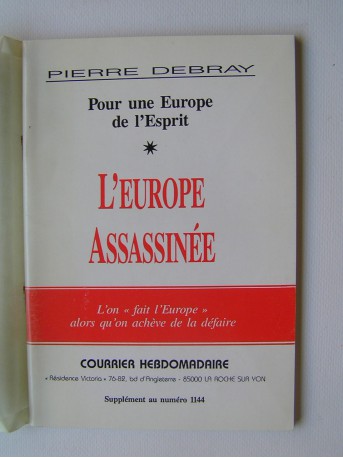 PIERRE DEBRAY
Pour une Europe
de l'Esprit
L'EUROPE
ASSASSINÉE
L'on « fait l'Europe »
alors qu'on achève de la défaire
COURRIER HEBDOMADAIRE
« Résidence Victoria » 76-82, bd d'Angleterre - 85000 LA ROCHE SUR YON
Supplément au numéro 1144